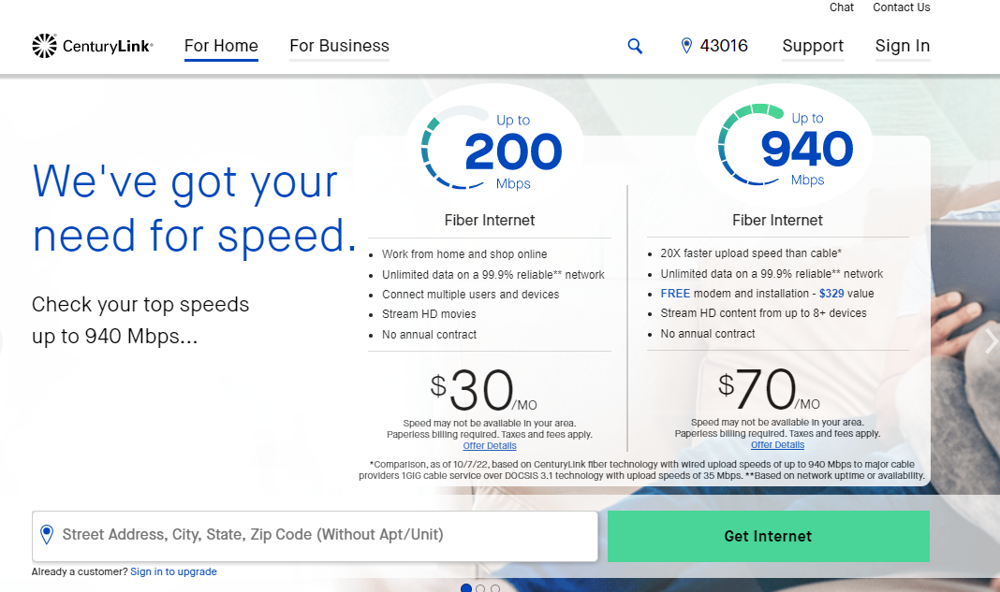 Chat Contact Us
CenturyLink® For Home For Business 43016 Support Sign In
We've got your
need for speed.
Check your top speeds
up to 940 Mbps...
Up to
200
Mbps
Fiber Internet
Work from home and shop online
Unlimited data on a 99.9% reliable** network
Connect multiple users and devices
Stream HD movies
No annual contract
$30/MO
Speed may not be available in your area.
Paperless billing required. Taxes and fees apply.
Offer Details
Up to
940
Mbps
Fiber Internet
20X faster upload speed than cable*
Unlimited data on a 99.9% reliable** network
FREE modem and installation - $329 value
Stream HD content from up to 8+ devices
No annual contract
$70/MO
Speed may not be available in your area.
Paperless billing required. Taxes and fees apply.
Offer Details
*Comparison, as of 10/7/22, based on CenturyLink fiber technology with wired upload speeds of up to 940 Mbps to major cable
providers 1GIG cable service over DOCSIS 3.1 technology with upload speeds of 35 Mbps. **Based on network uptime or availability.
Street Address, City, State, Zip Code (Without Apt/Unit)
Get Internet
Already a customer? Sign in to upgrade